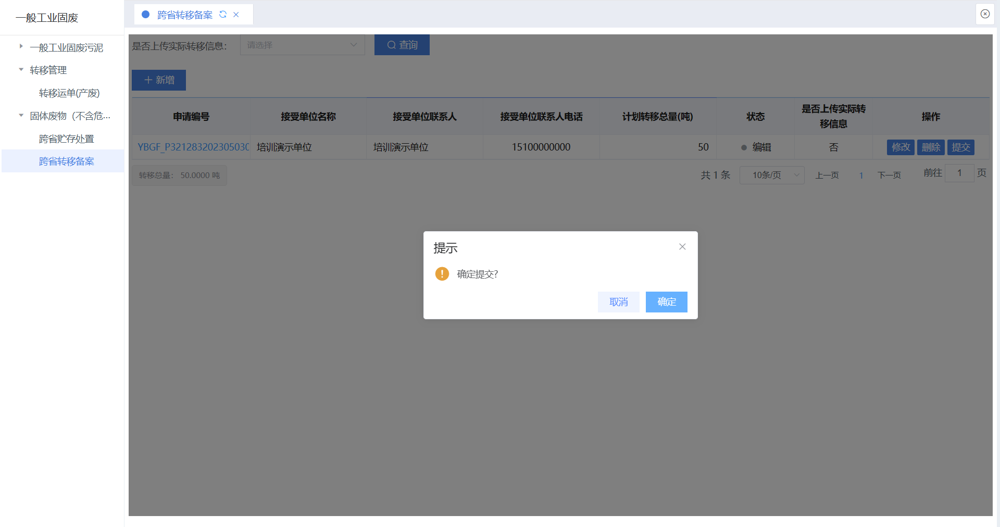 一般工业固废
一般工业固废污泥
转移管理
转移运单(产废)
固体废物（不含危...
跨省贮存处置
跨省转移备案
跨省转移备案
是否上传实际转移信息：
请选择
查询
新增
申请编号 接受单位名称 接受单位联系人 接受单位联系人电话 计划转移总量(吨) 状态 是否上传实际转
移信息 操作
YBGF_P321283202305030 培训演示单位 培训演示单位 15100000000 50 编辑 否 修改 删除 提交
转移总量： 50.0000 吨
共 1 条 10条/页 上一页 1 下一页 前往 1 页
提示
确定提交?
取消 确定